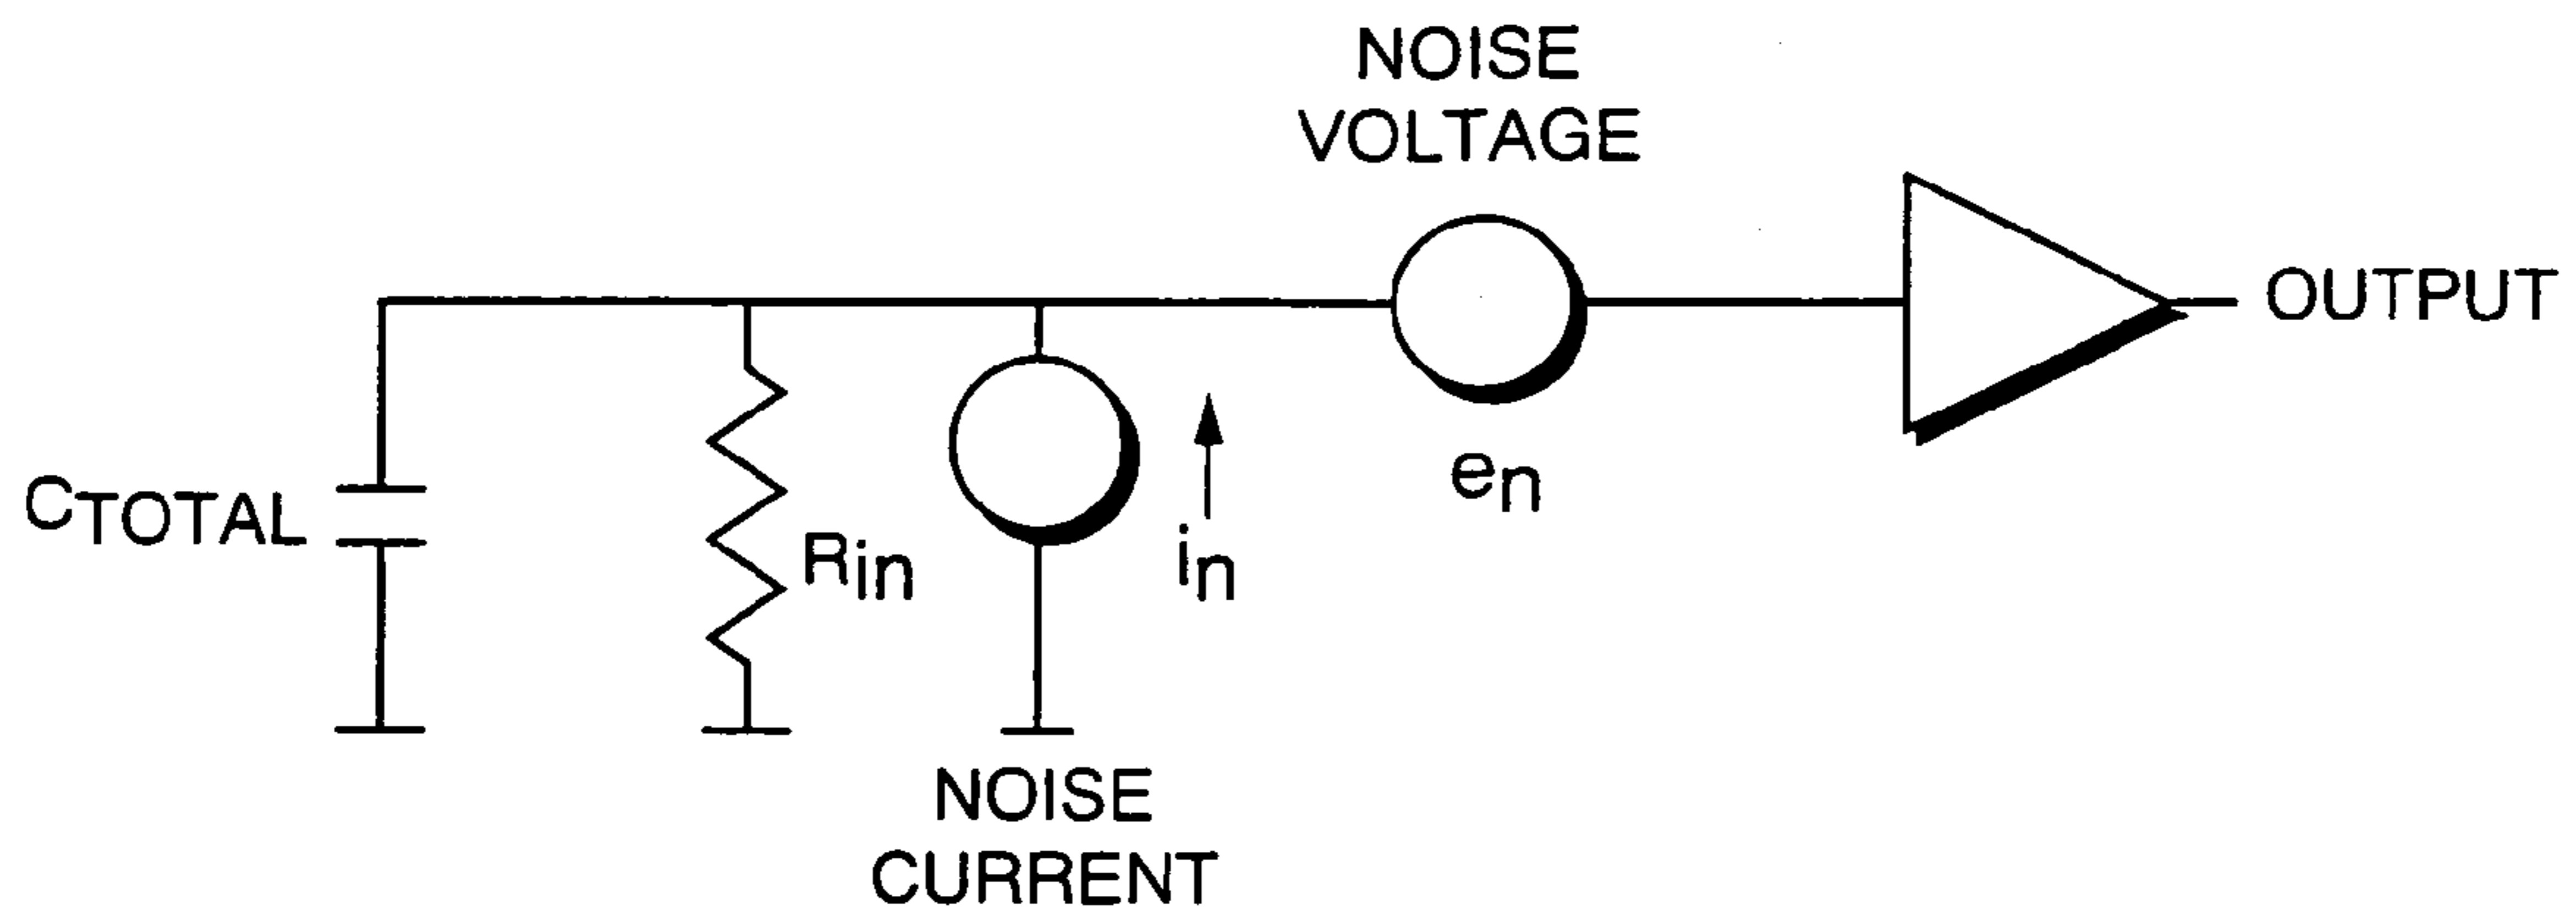 NOISE
VOLTAGE
OUTPUT
en
CTOTAL
Rin
in
NOISE
CURRENT